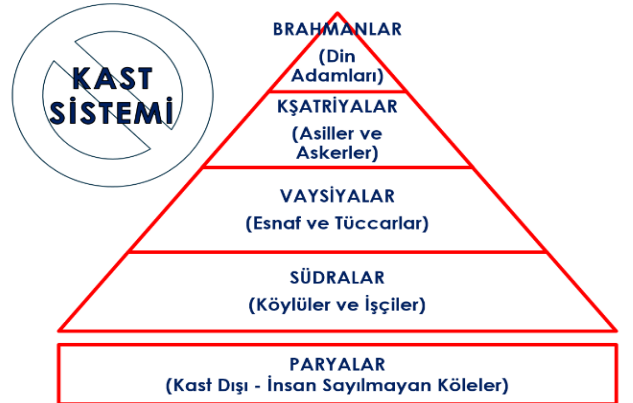 KAST
SİSTEMİ
BRAHMANLAR
(Din
Adamları)
KŞATRİYALAR
(Asiller ve
Askerler)
VAYSİYALAR
(Esnaf ve Tüccarlar)
SÜDRALAR
(Köylüler ve İşçiler)
PARYALAR
(Kast Dışı - İnsan Sayılmayan Köleler)